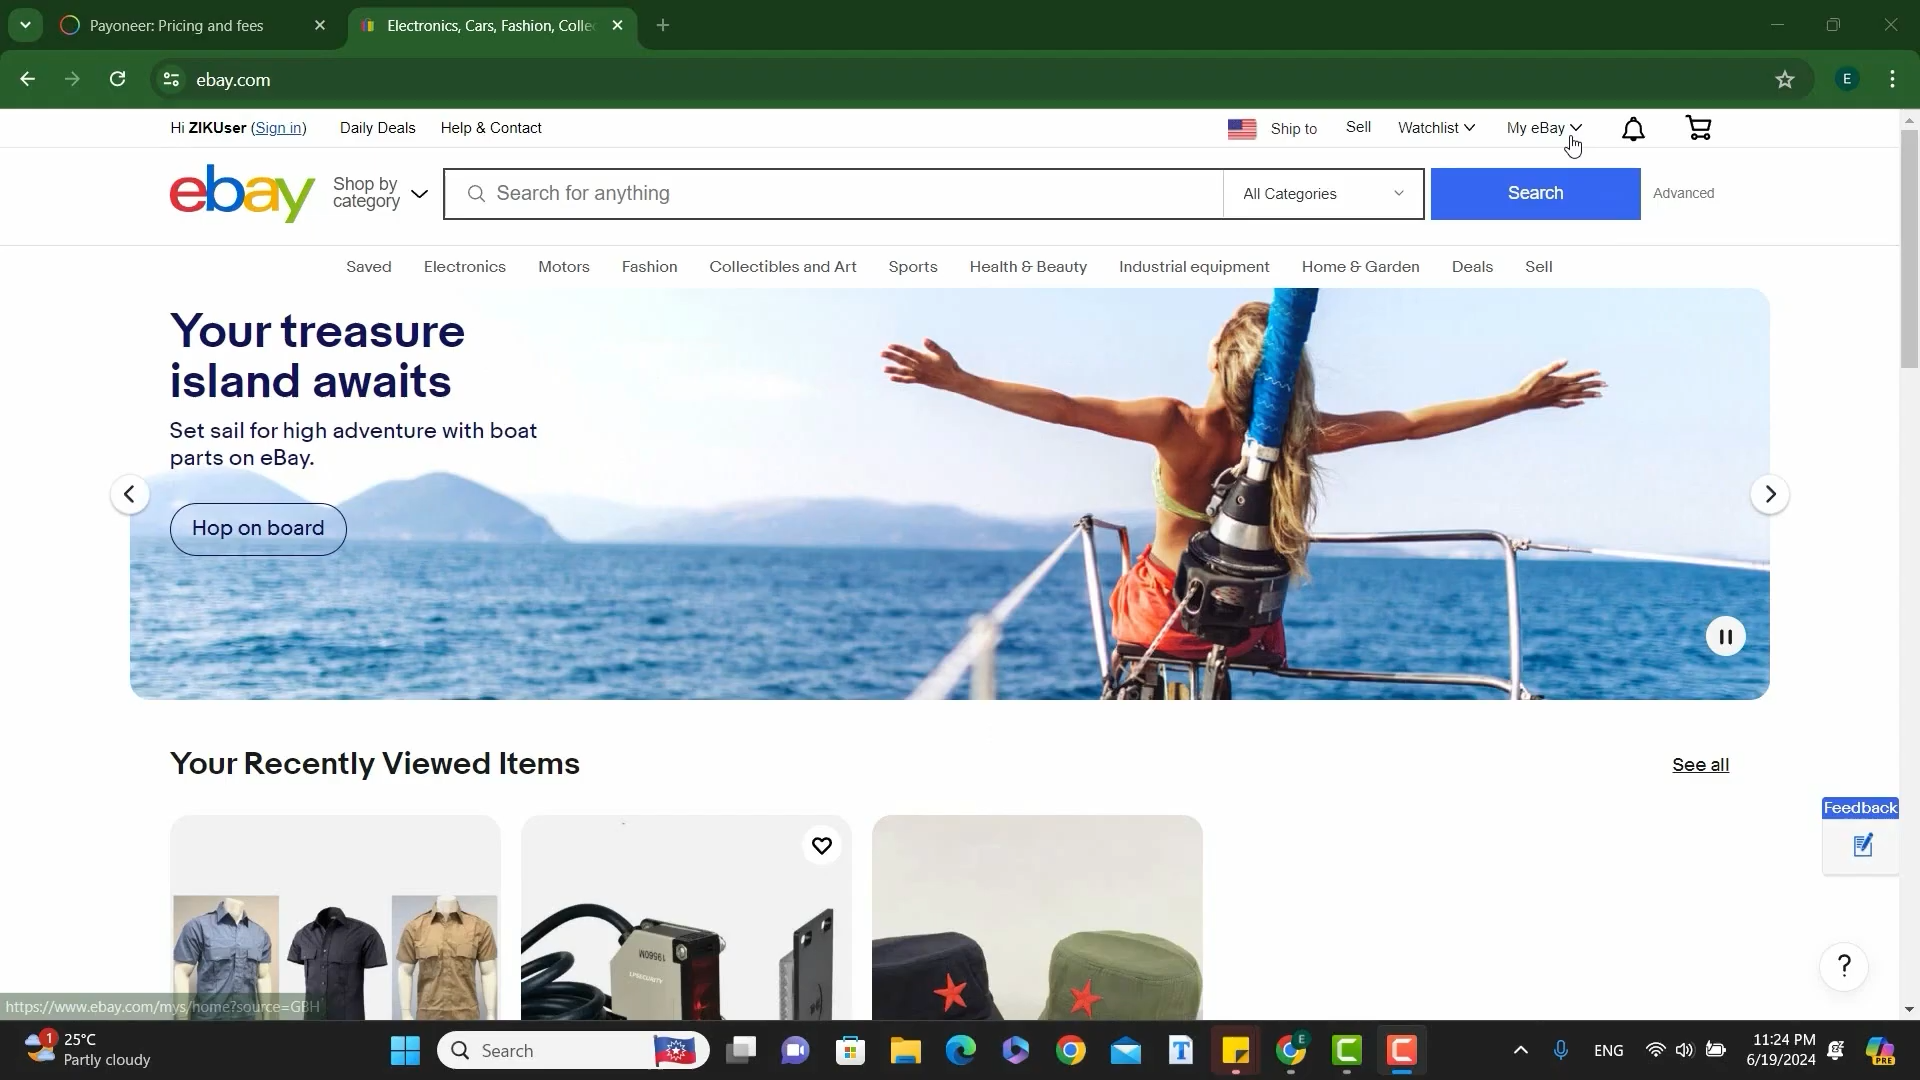 Payoneer: Pricing and fees
Electronics, Cars, Fashion, Colle
ebay.com
E
Hi ZIKUser (Sign in)
Daily Deals
Help & Contact
Ship to
Sell
Watchlist
My eBay
ebay
Shop by
category
Search for anything
All Categories
Search
Advanced
Saved
Electronics
Motors
Fashion
Collectibles and Art
Sports
Health & Beauty
Industrial equipment
Home & Garden
Deals
Sell
Your treasure
island awaits
Set sail for high adventure with boat
parts on eBay.
Hop on board
Your Recently Viewed Items
See all
Feedback
?
https://www.ebay.com/mys/home?source=GBH
1
25°C
Partly cloudy
Search
E
ENG
11:24 PM
6/19/2024
PRE